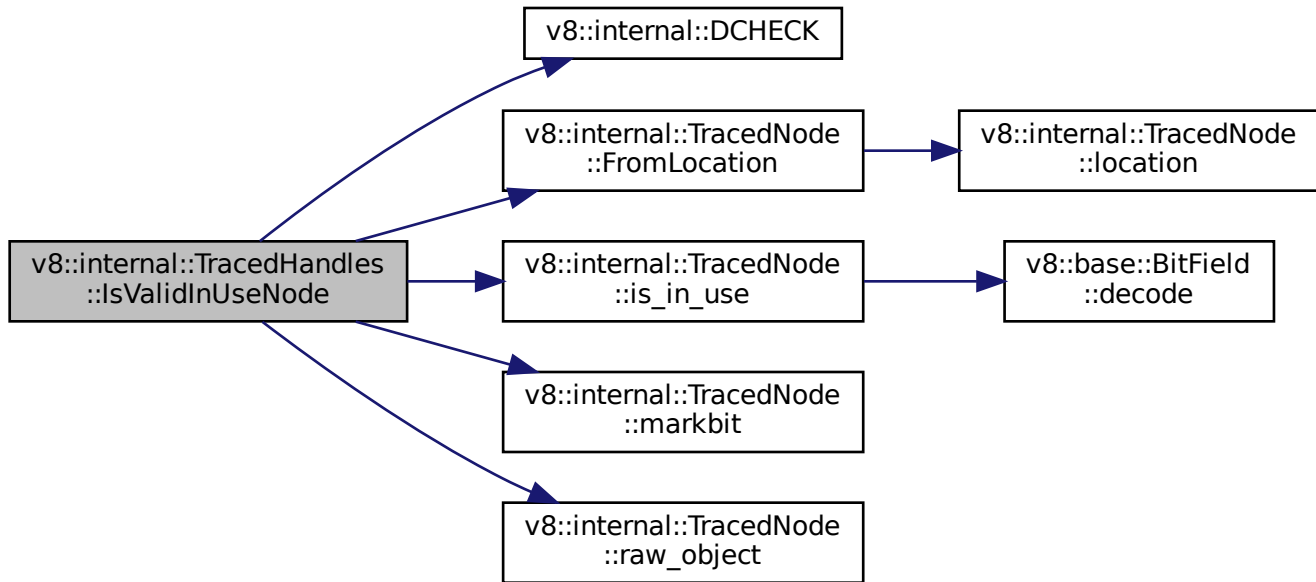 v8::internal::DCHECK
v8::internal::TracedNode
::FromLocation
v8::internal::TracedNode
::location
v8::internal::TracedHandles
::IsValidInUseNode
v8::internal::TracedNode
::is_in_use
v8::base::BitField
::decode
v8::internal::TracedNode
::markbit
v8::internal::TracedNode
::raw_object